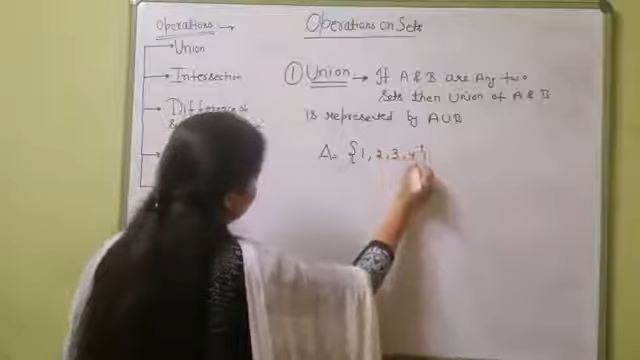 Operations →
Union
Intersection
Difference of
Operations on Sets
① Union → If A & B are Any two
sets then Union of A & B
is represented by A∪B
A = {1, 2, 3, 4